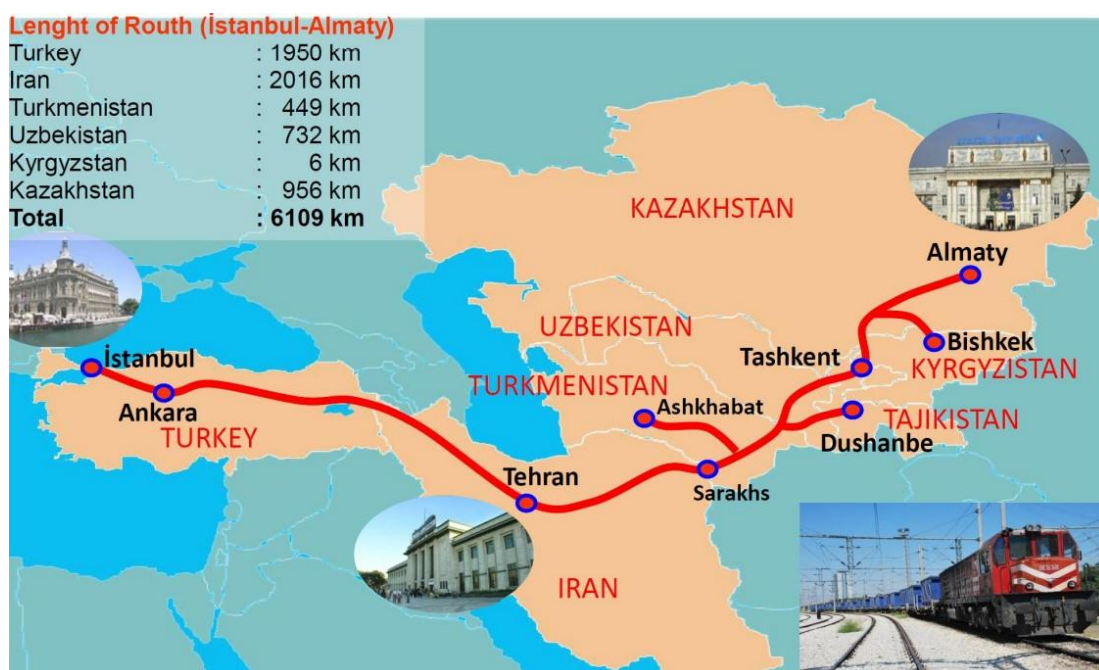 Lenght of Routh (İstanbul-Almaty)
Turkey : 1950 km
Iran : 2016 km
Turkmenistan : 449 km
Uzbekistan : 732 km
Kyrgyzstan : 6 km
Kazakhstan : 956 km
Total : 6109 km
KAZAKHSTAN
Almaty
UZBEKISTAN
Bishkek
İstanbul
Tashkent
KYRGYZISTAN
TURKMENISTAN
Ankara
Ashkhabat
TAJIKISTAN
TURKEY
Dushanbe
Tehran
Sarakhs
IRAN